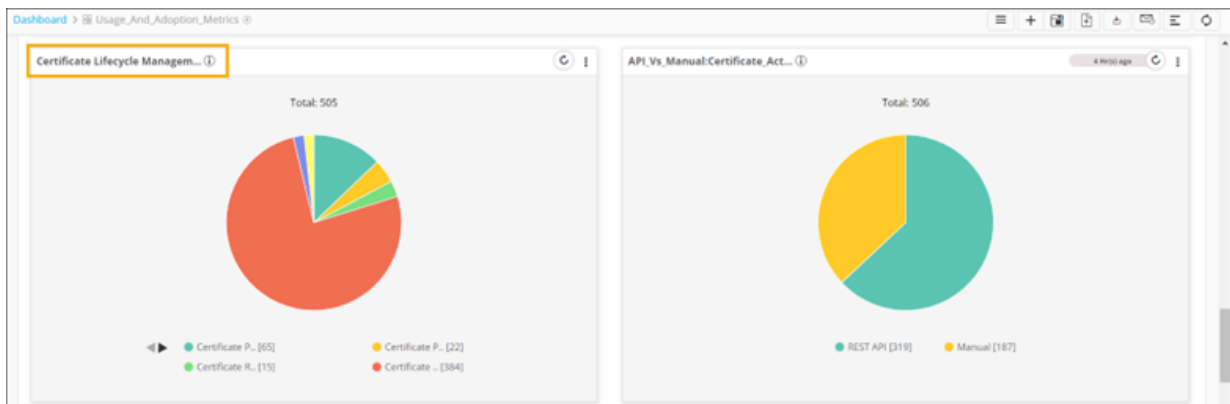 Dashboard > Usage_And_Adoption_Metrics
Certificate Lifecycle Managem...
Total: 505
Certificate P.. [65]
Certificate P.. [22]
Certificate R.. [15]
Certificate .. [384]
API_Vs_Manual:Certificate_Act...
4 Hr(s) ago
Total: 506
REST API [319]
Manual [187]